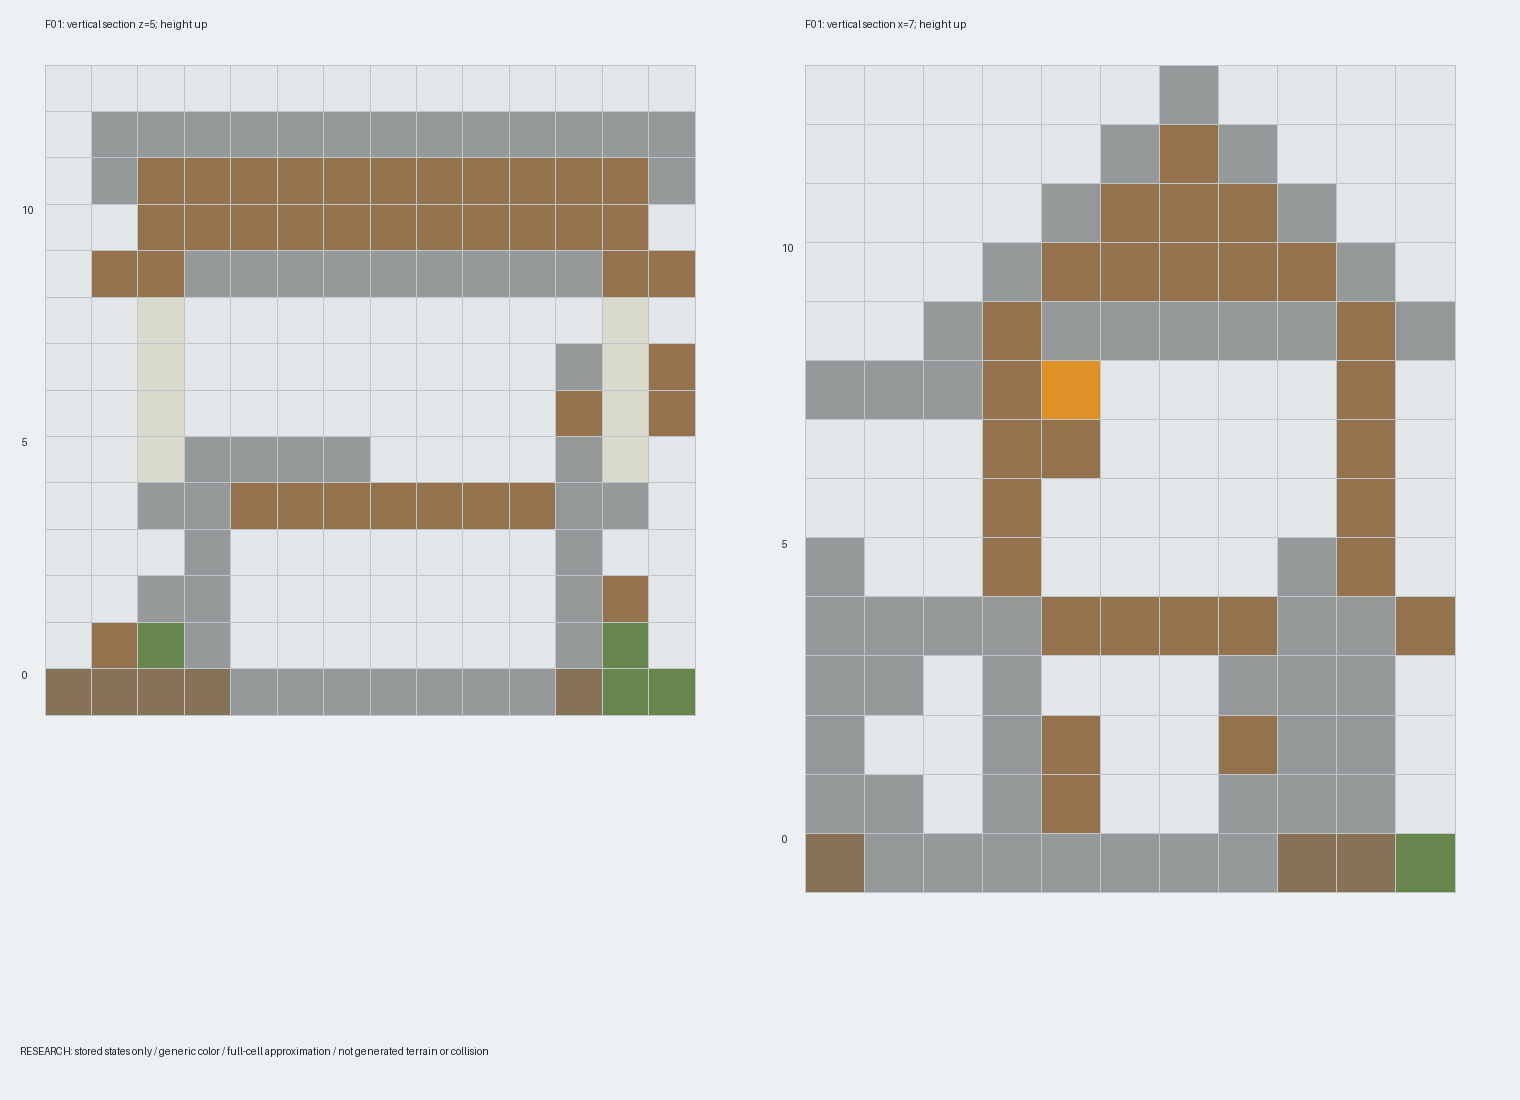 F01: vertical section z=5; height up
F01: vertical section x=7; height up
10
5
0
10
5
0
RESEARCH: stored states only / generic color / full-cell approximation / not generated terrain or collision